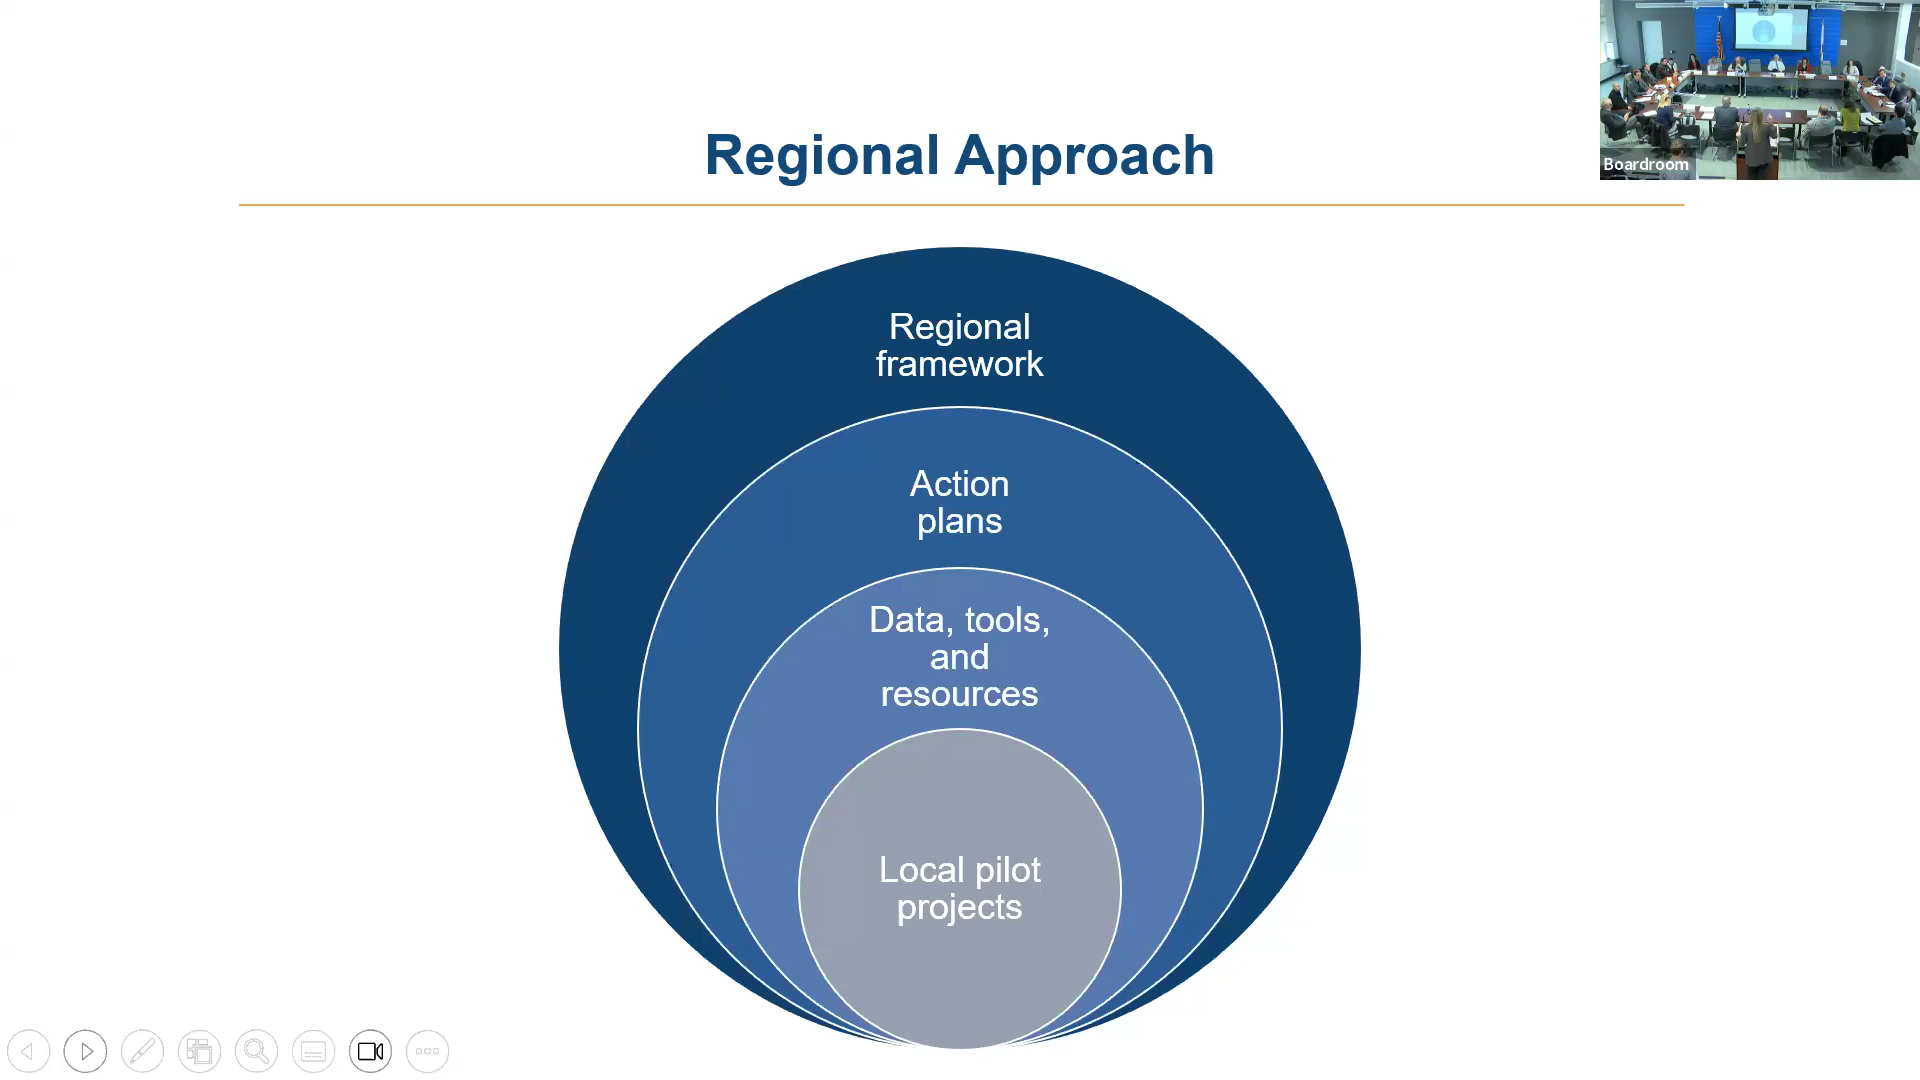 Regional Approach
Boardroom
Regional
framework
Action
plans
Data, tools,
and
resources
Local pilot
projects